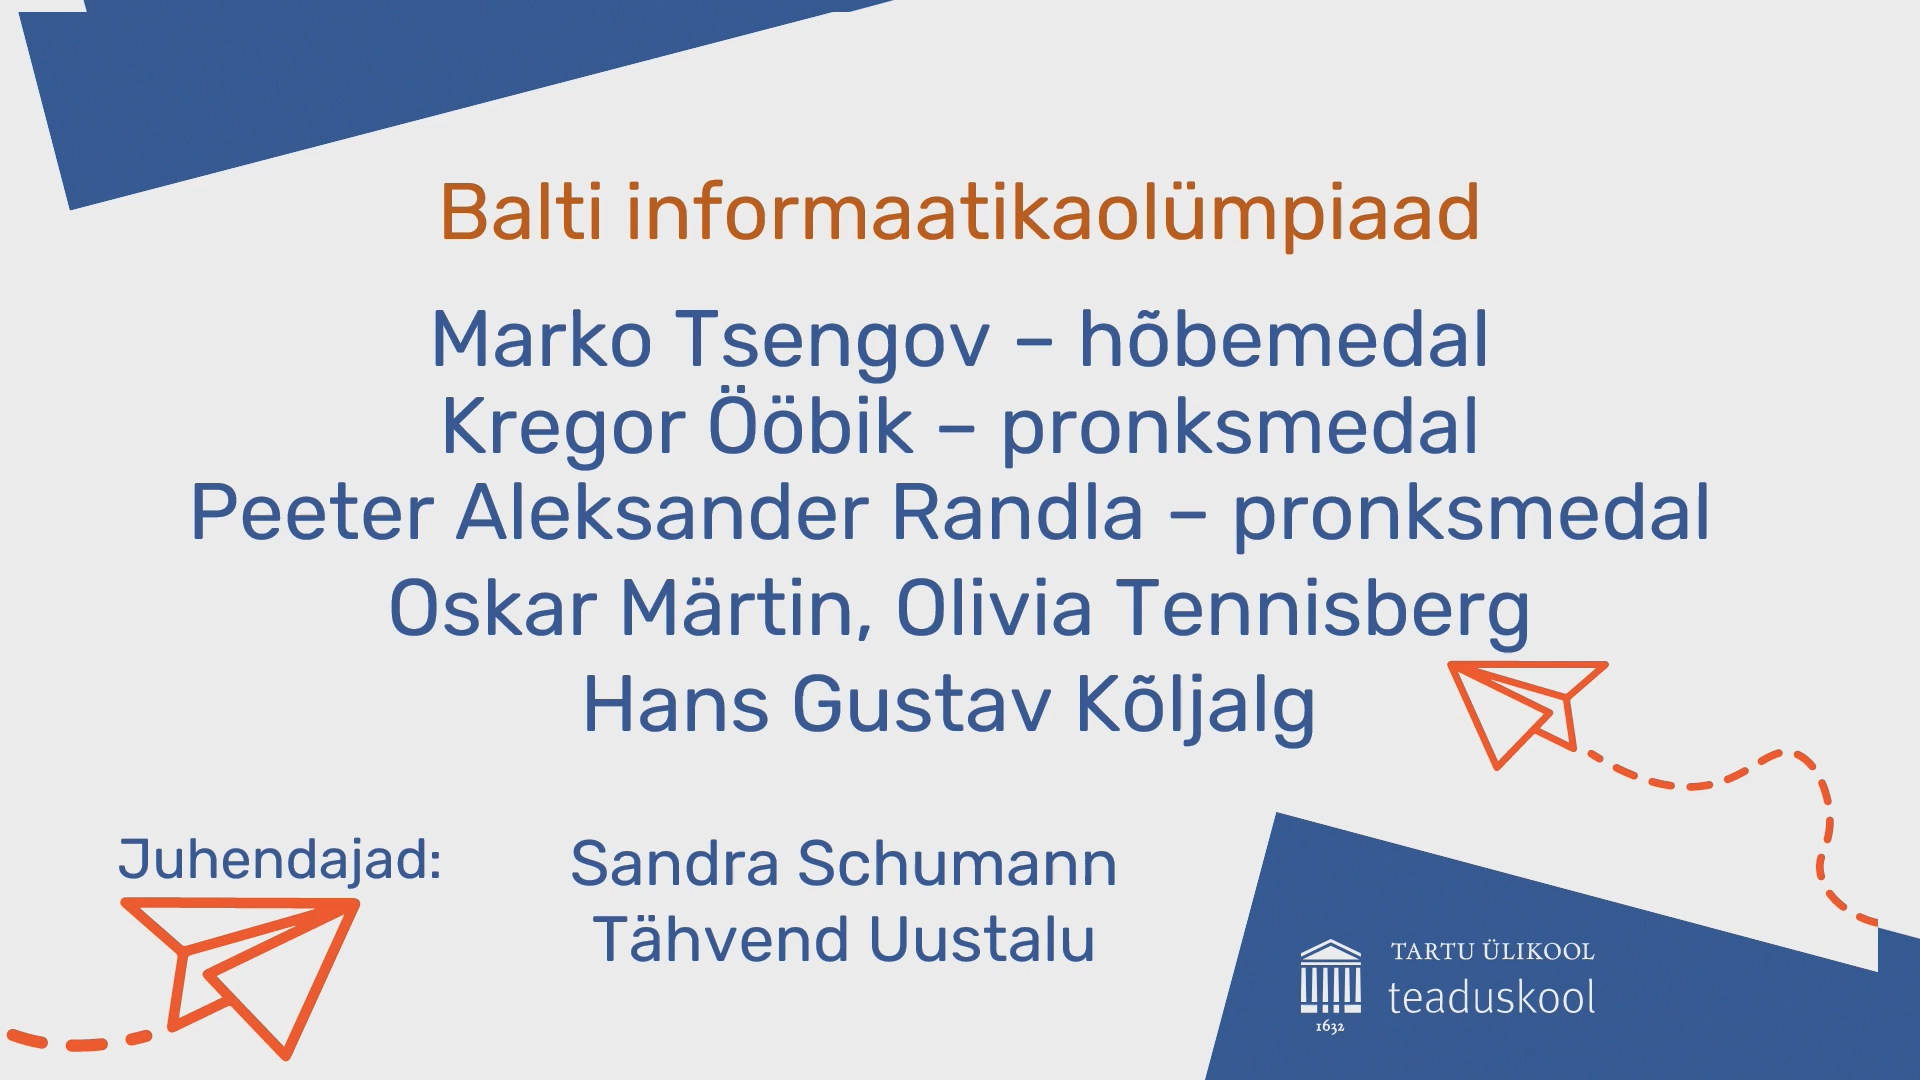 Balti informaatikaolümpiaad
Marko Tsengov – hõbemedal
Kregor Ööbik – pronksmedal
Peeter Aleksander Randla – pronksmedal
Oskar Märtin, Olivia Tennisberg
Hans Gustav Kõljalg
Juhendajad:
Sandra Schumann
Tähvend Uustalu
TARTU ÜLIKOOL
teaduskool
1632